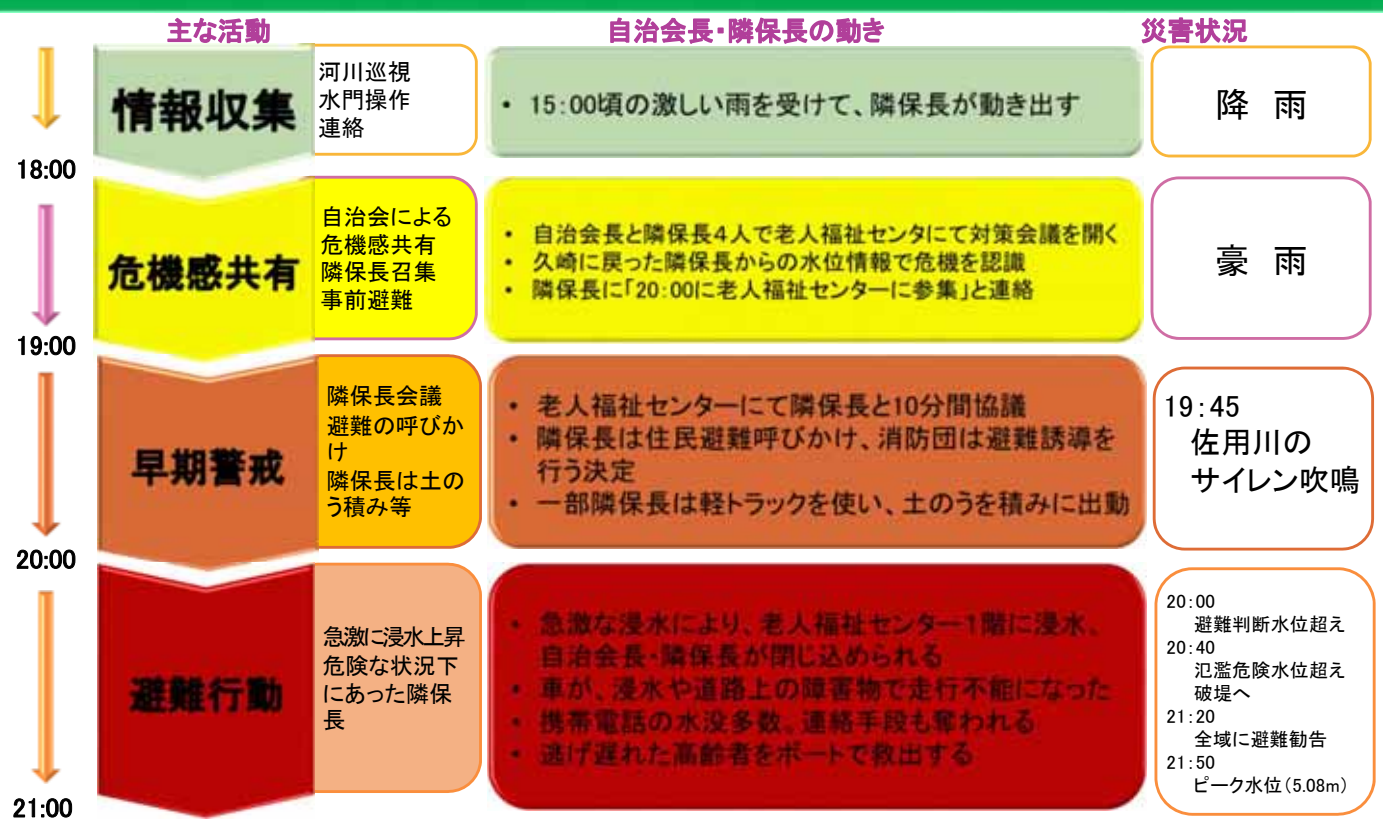 主な活動
自治会長・隣保長の動き
災害状況
情報収集
河川巡視
水門操作
連絡
・ 15:00頃の激しい雨を受けて、隣保長が動き出す
降 雨
18:00
危機感共有
自治会による
危機感共有
隣保長召集
事前避難
・ 自治会長と隣保長4人で老人福祉センタにて対策会議を開く
・ 久崎に戻った隣保長からの水位情報で危機を認識
・ 隣保長に「20:00に老人福祉センターに参集」と連絡
豪 雨
19:00
早期警戒
隣保長会議
避難の呼びか
け
隣保長は土の
う積み等
・ 老人福祉センターにて隣保長と10分間協議
・ 隣保長は住民避難呼びかけ、消防団は避難誘導を
行う決定
・ 一部隣保長は軽トラックを使い、土のうを積みに出動
19:45
佐用川の
サイレン吹鳴
20:00
避難行動
急激に浸水上昇
危険な状況下
にあった隣保
長
・ 急激な浸水により、老人福祉センター1階に浸水、
自治会長・隣保長が閉じ込められる
・ 車が、浸水や道路上の障害物で走行不能になった
・ 携帯電話の水没多数。連絡手段も奪われる
・ 逃げ遅れた高齢者をボートで救出する
20:00
避難判断水位超え
20:40
氾濫危険水位超え
破堤へ
21:20
全域に避難勧告
21:50
ピーク水位(5.08m)
21:00